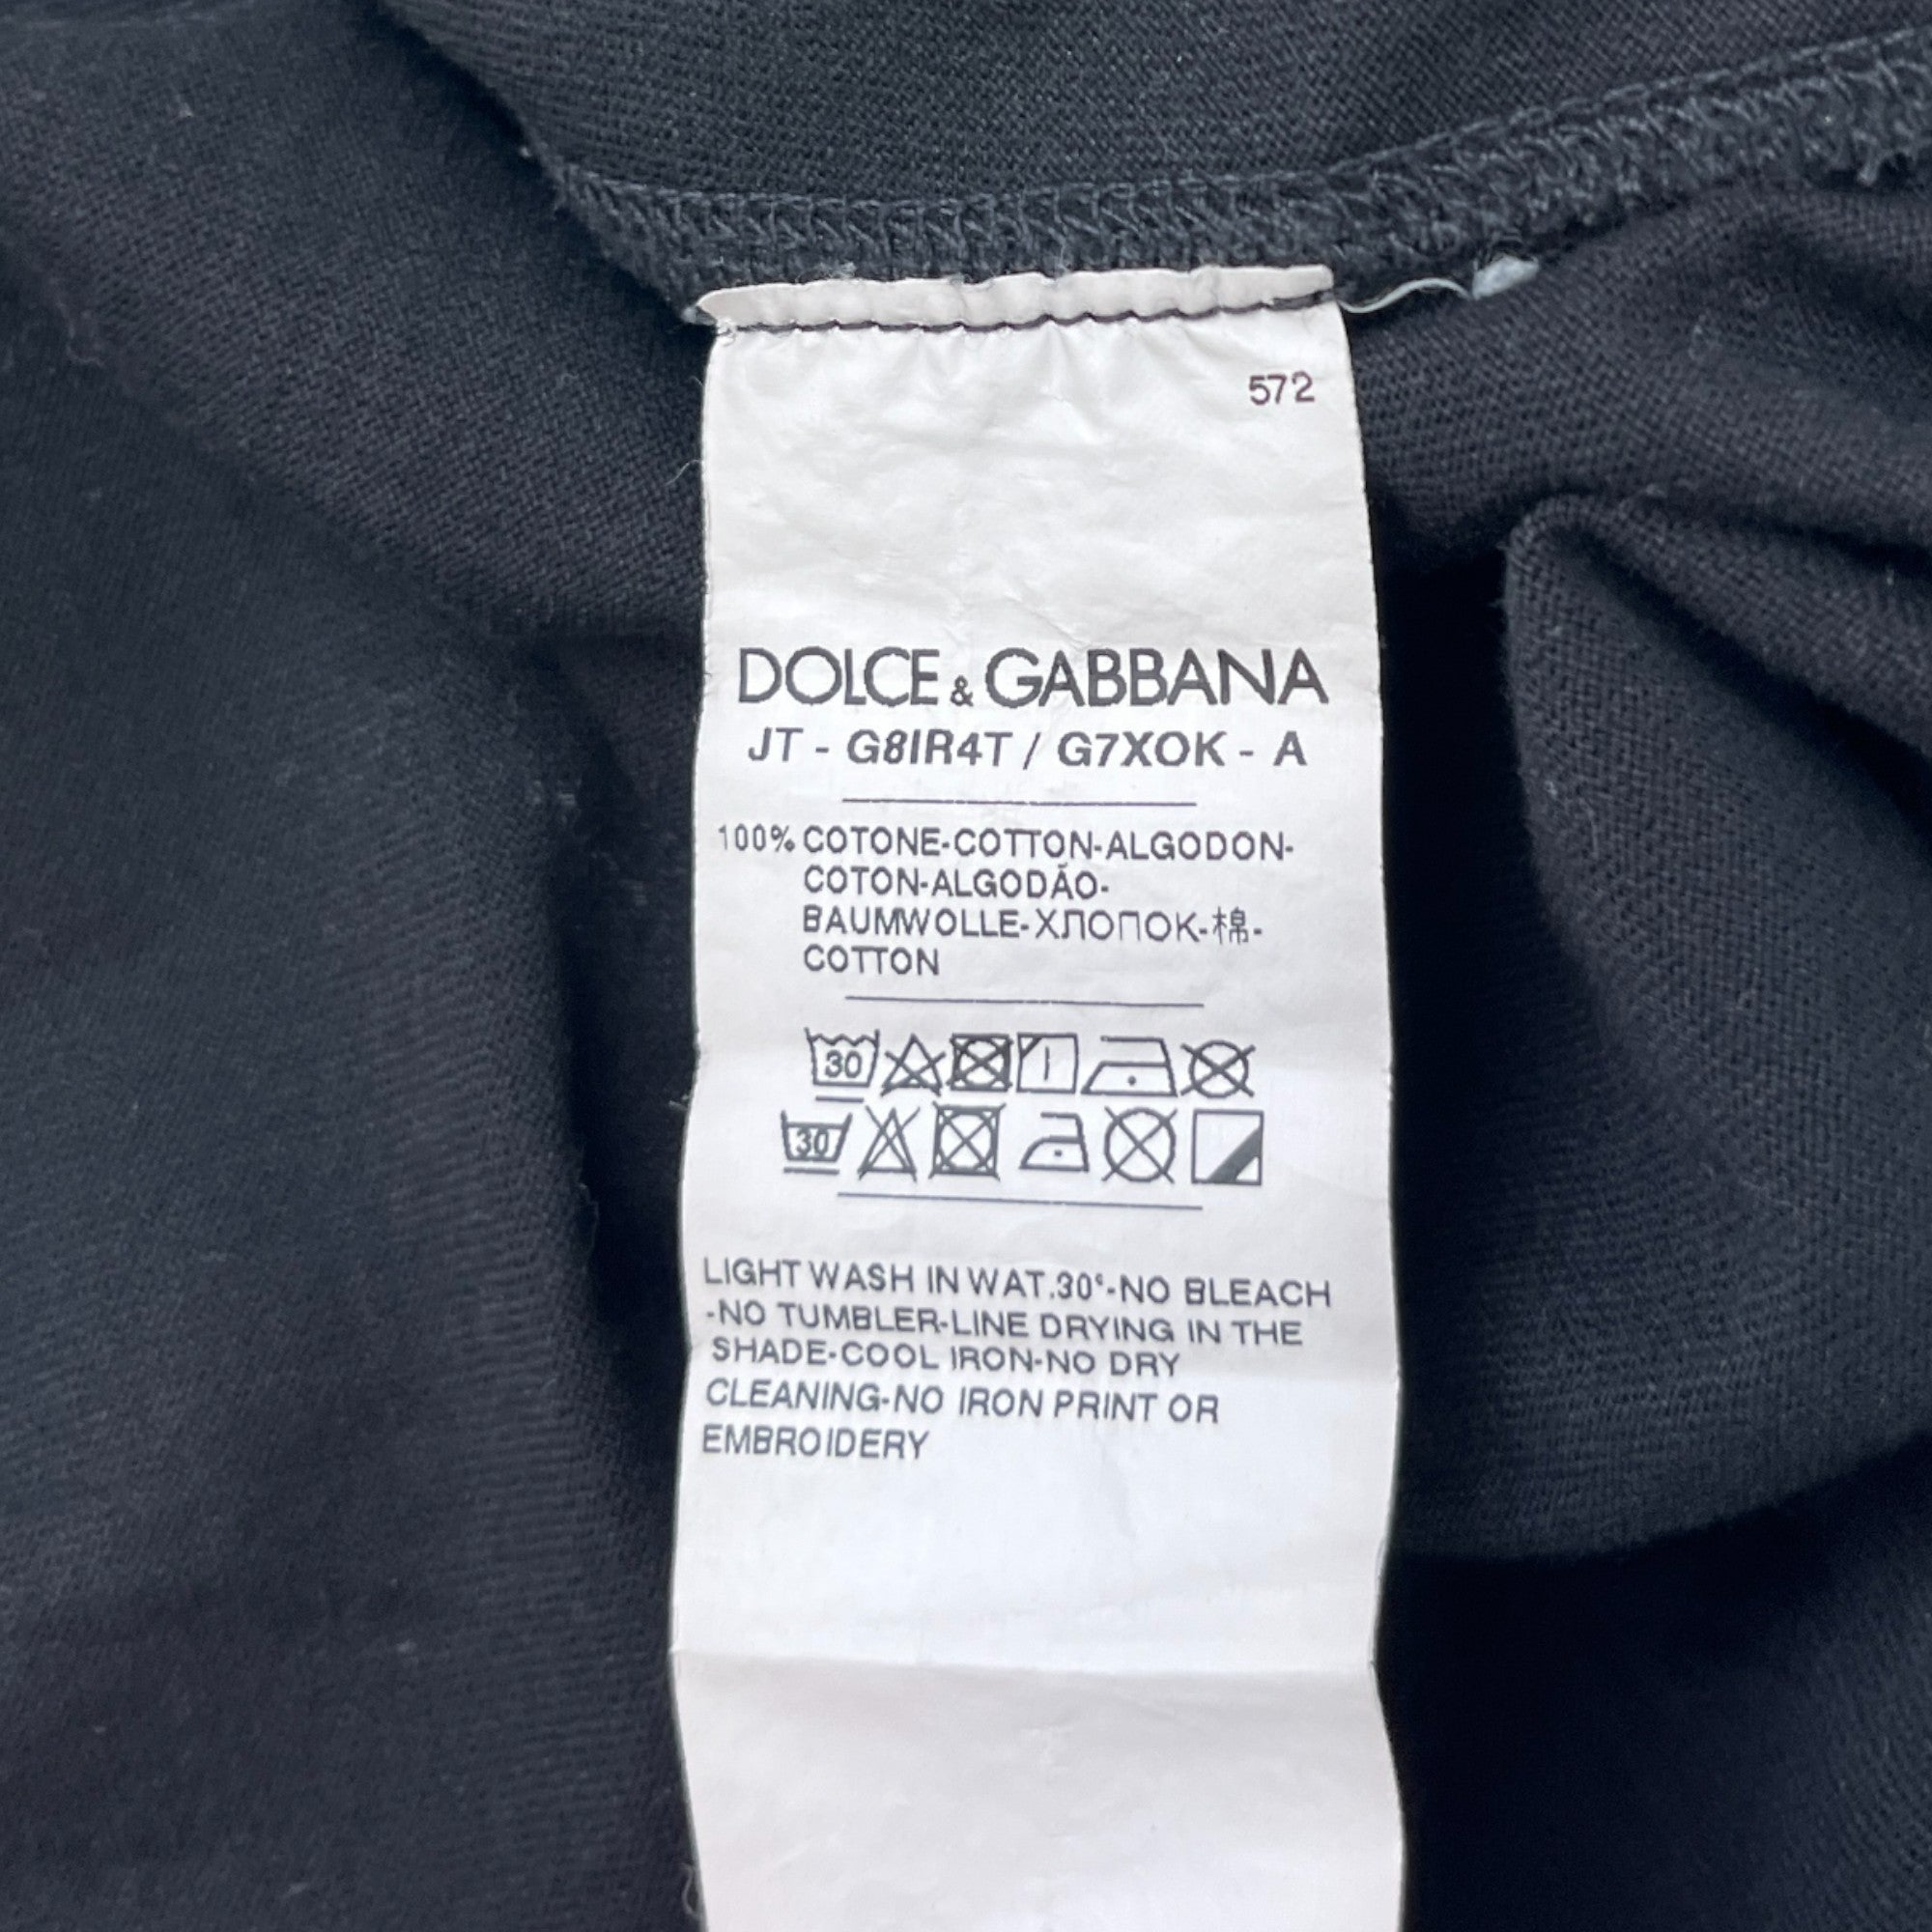 572
DOLCE & GABBANA
JT - G8IR4T / G7XOK - A
100% COTONE-COTTON-ALGODON-
COTON-ALGODÃO-
BAUMWOLLE-ХЛОПОК-棉-
COTTON
30
30
LIGHT WASH IN WAT.30°-NO BLEACH
-NO TUMBLER-LINE DRYING IN THE
SHADE-COOL IRON-NO DRY
CLEANING-NO IRON PRINT OR
EMBROIDERY